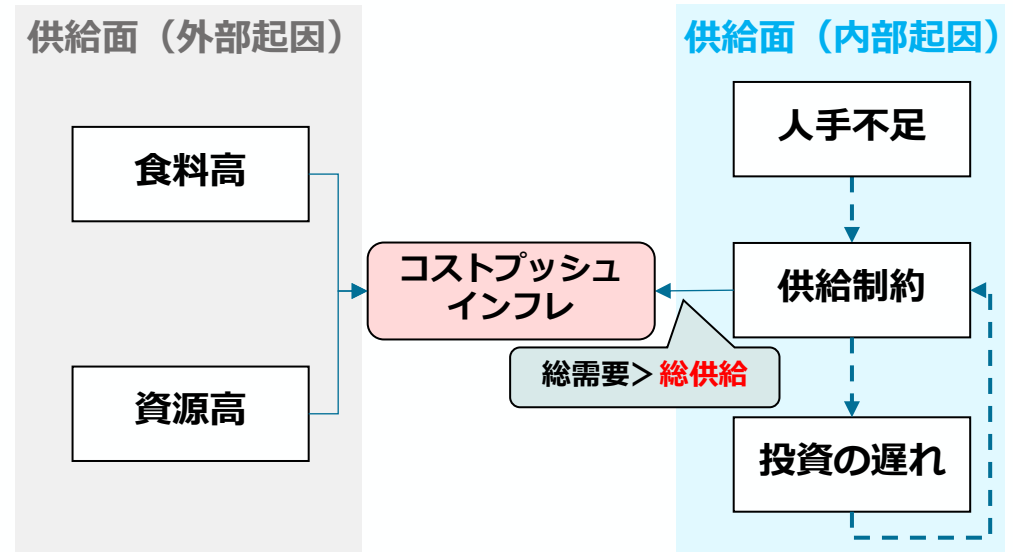 供給面（外部起因）
食料高
資源高
コストプッシュ
インフレ
総需要＞総供給
供給面（内部起因）
人手不足
供給制約
投資の遅れ